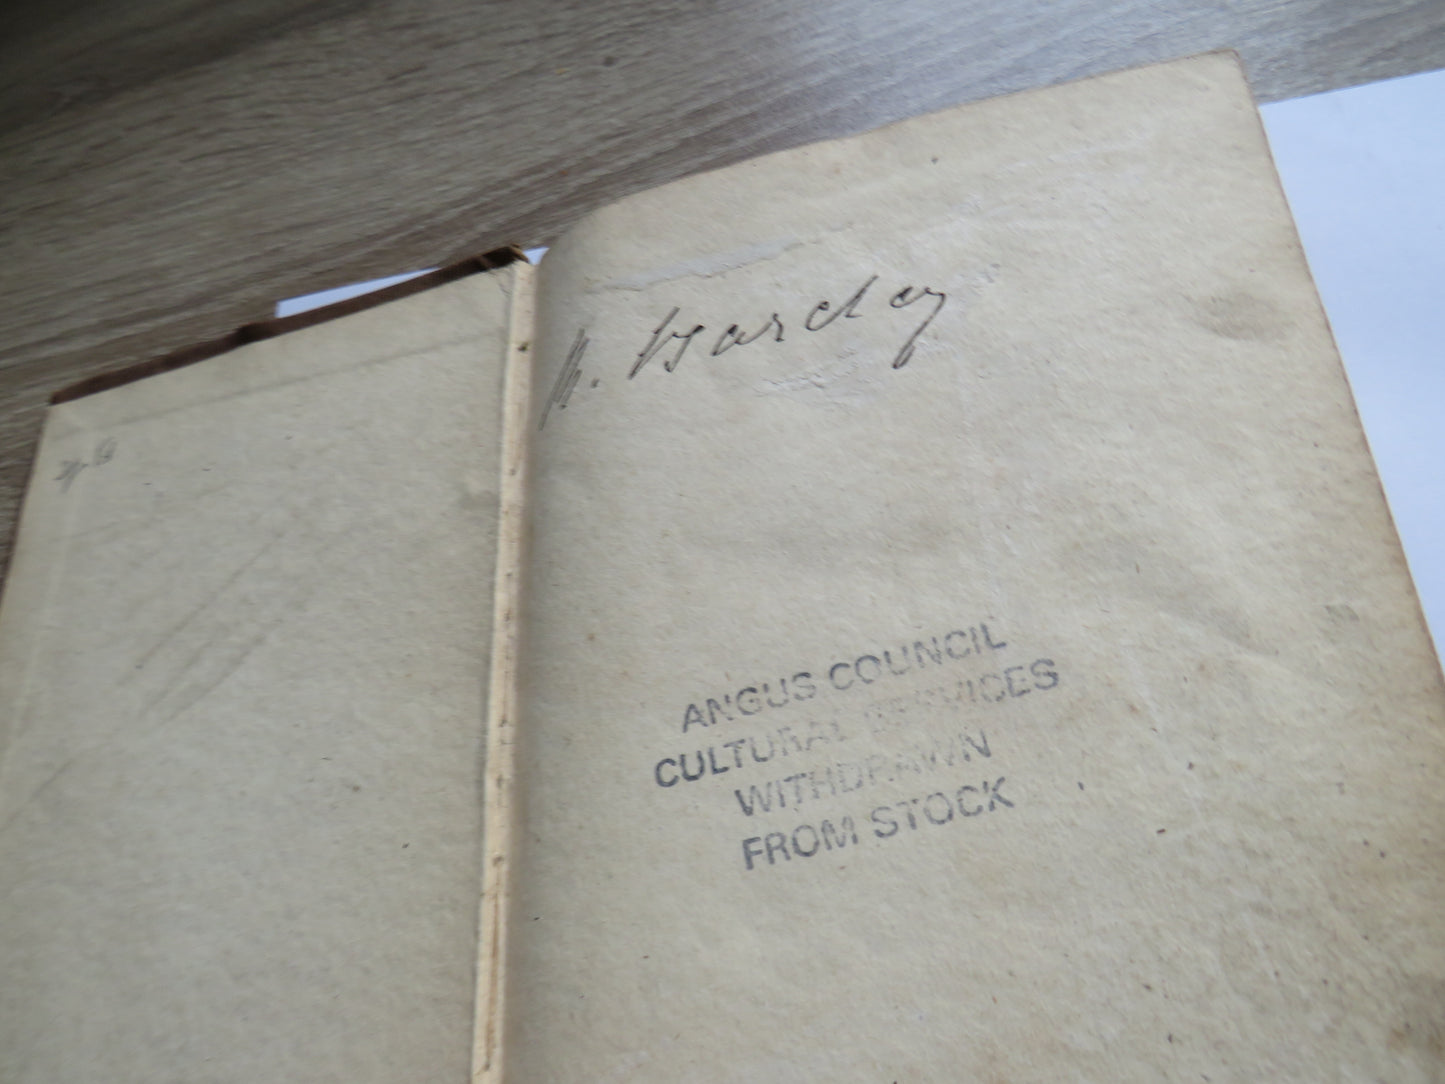 Barclay
ANGUS COUNCIL
CULTURAL SERVICES
WITHDRAWN
FROM STOCK